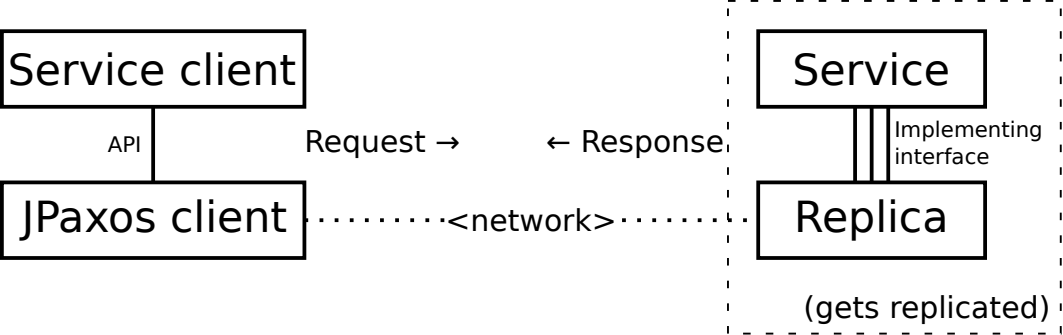 Service client
Service
API
Request → ← Response
Implementing
interface
JPaxos client
<network>
Replica
(gets replicated)